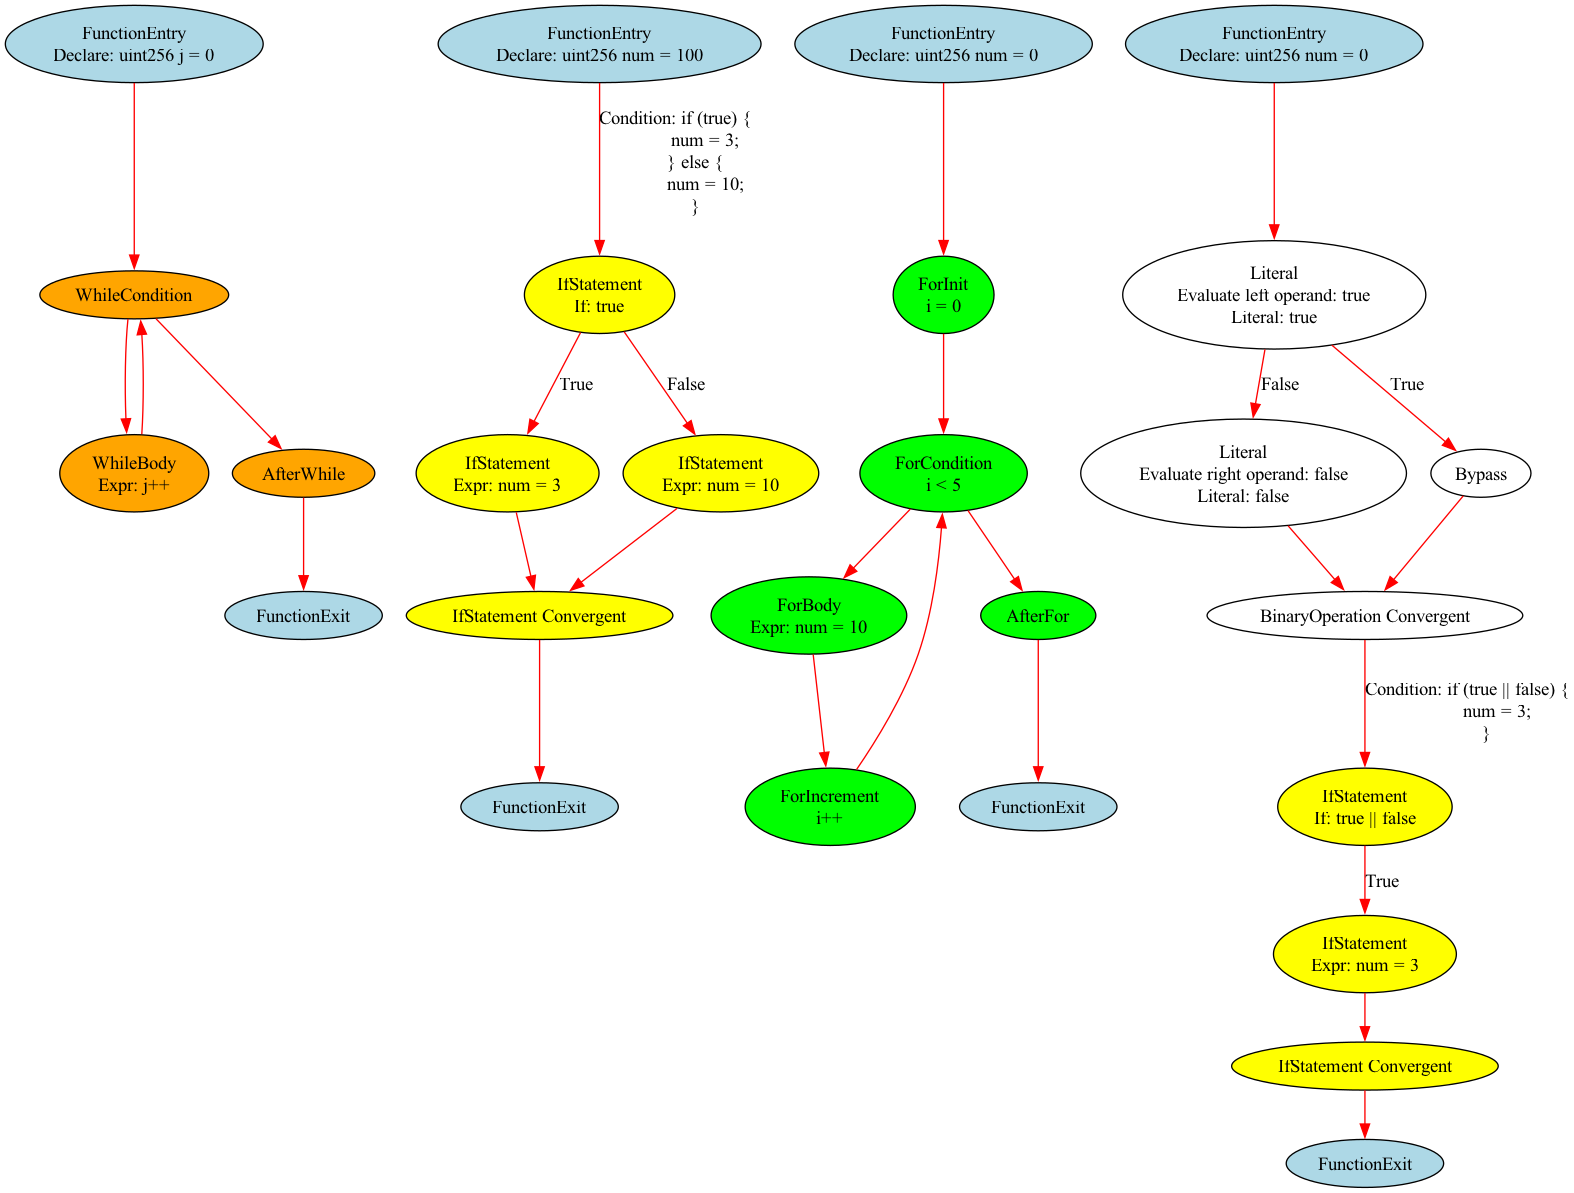 FunctionEntry
Declare: uint256 j = 0
WhileCondition
WhileBody
Expr: j++
AfterWhile
FunctionExit
FunctionEntry
Declare: uint256 num = 100
Condition: if (true) {
num = 3;
} else {
num = 10;
}
IfStatement
If: true
True
False
IfStatement
Expr: num = 3
IfStatement
Expr: num = 10
IfStatement Convergent
FunctionExit
FunctionEntry
Declare: uint256 num = 0
ForInit
i = 0
ForCondition
i < 5
ForBody
Expr: num = 10
AfterFor
ForIncrement
i++
FunctionExit
FunctionEntry
Declare: uint256 num = 0
Literal
Evaluate left operand: true
Literal: true
False
True
Literal
Evaluate right operand: false
Literal: false
Bypass
BinaryOperation Convergent
Condition: if (true || false) {
num = 3;
}
IfStatement
If: true || false
True
IfStatement
Expr: num = 3
IfStatement Convergent
FunctionExit